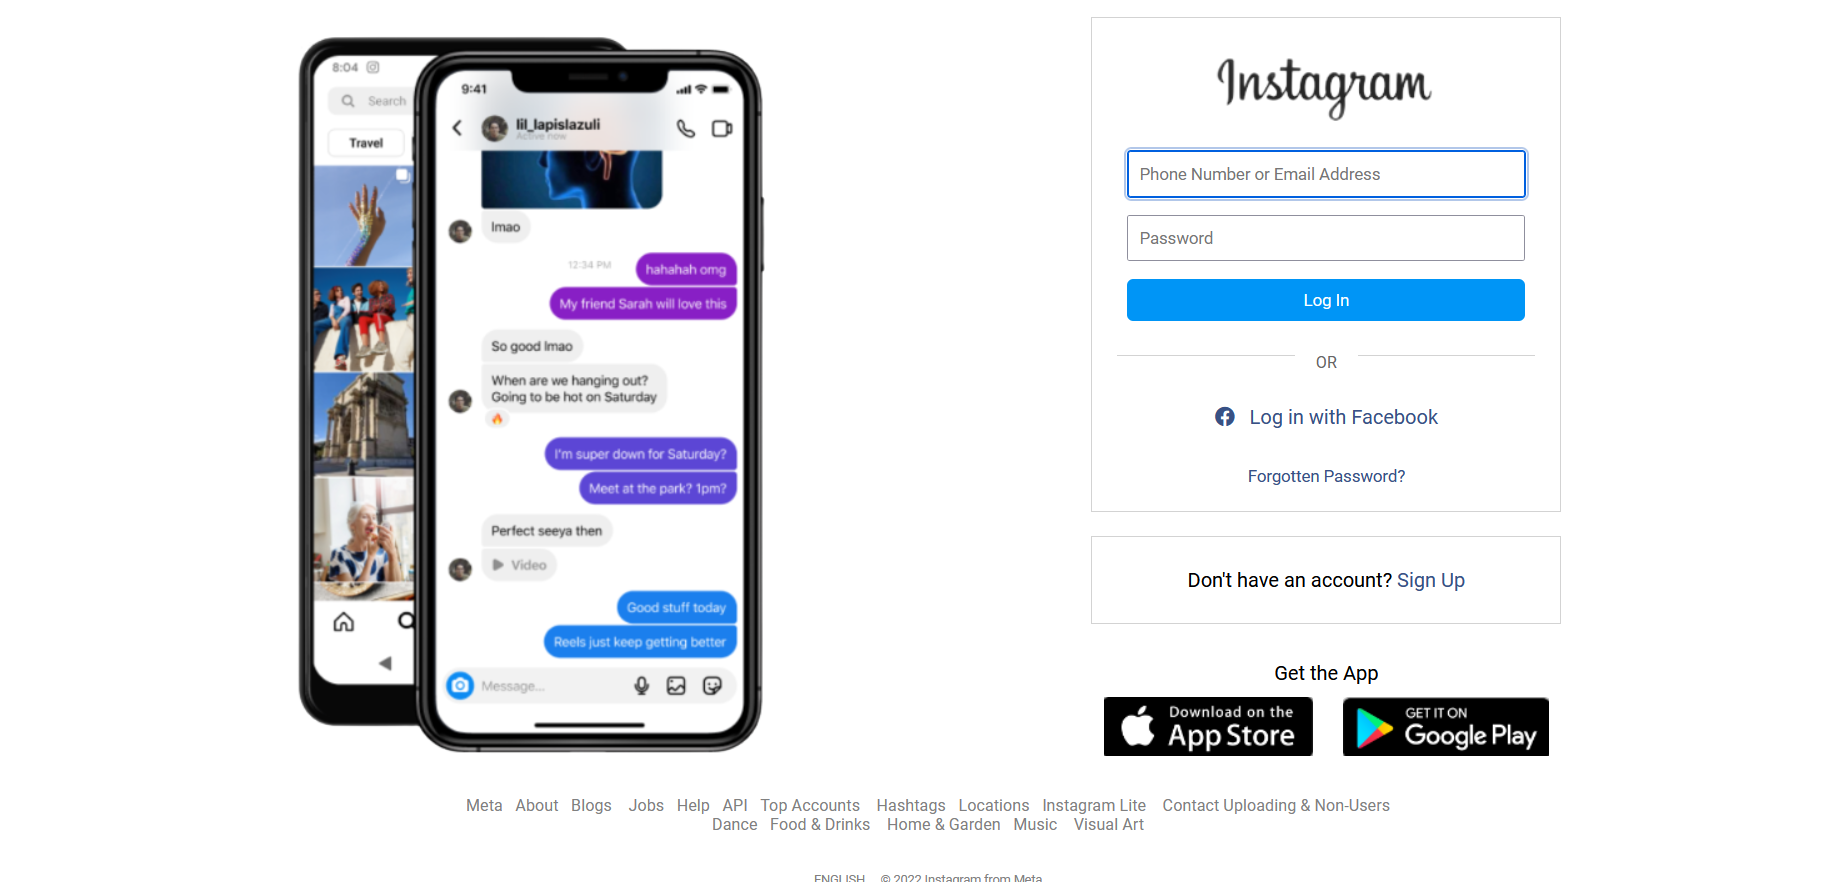 8:04
Search
Travel
9:41
lil_lapislazuli
Active now
lmao
12:34 PM
hahahah omg
My friend Sarah will love this
So good lmao
When are we hanging out?
Going to be hot on Saturday
I'm super down for Saturday?
Meet at the park? 1pm?
Perfect seeya then
Video
Good stuff today
Reels just keep getting better
Message...
Instagram
Phone Number or Email Address
Password
Log In
OR
Log in with Facebook
Forgotten Password?
Don't have an account? Sign Up
Get the App
Download on the
App Store
GET IT ON
Google Play
Meta About Blogs Jobs Help API Top Accounts Hashtags Locations Instagram Lite Contact Uploading & Non-Users
Dance Food & Drinks Home & Garden Music Visual Art
ENGLISH © 2022 Instagram from Meta